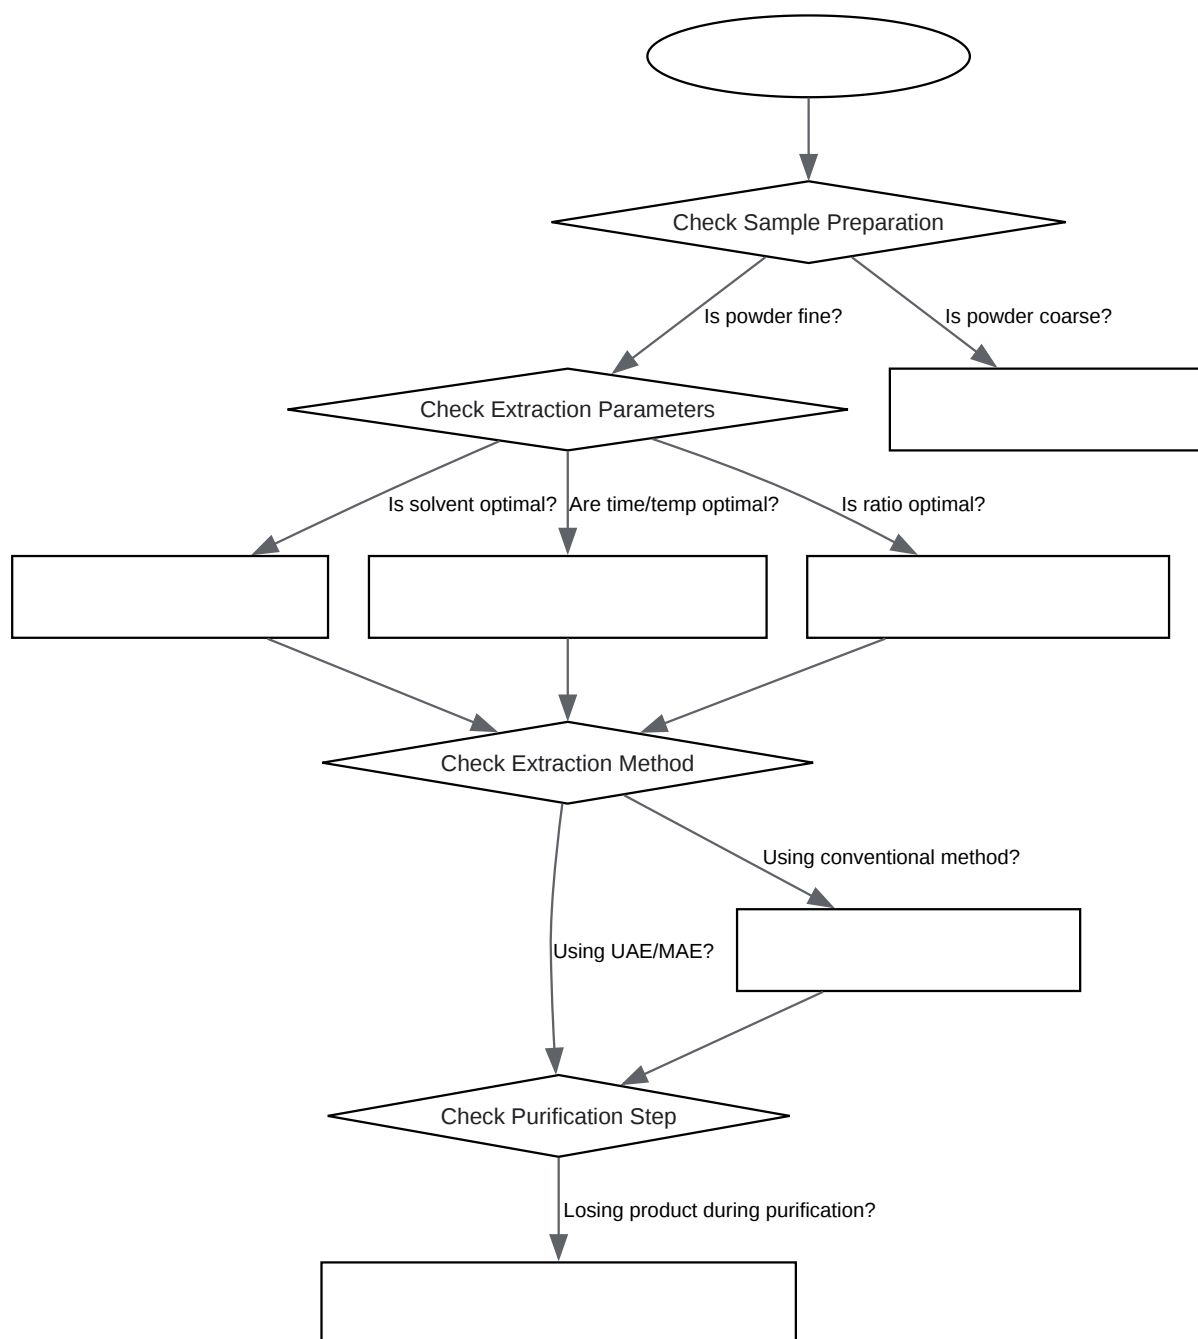 Check Sample Preparation
Is powder fine?
Is powder coarse?
Check Extraction Parameters
Is solvent optimal?
Are time/temp optimal?
Is ratio optimal?
Check Extraction Method
Using conventional method?
Using UAE/MAE?
Check Purification Step
Losing product during purification?